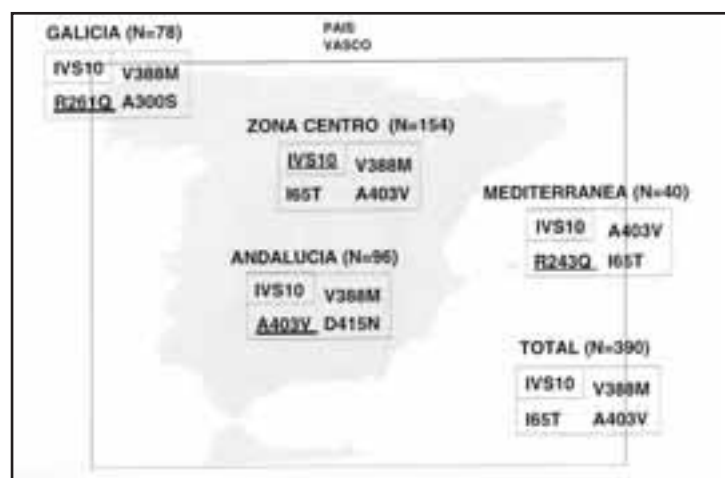 GALICIA (N=78)
IVS10 V388M
R261Q A300S
PAIS
VASCO
ZONA CENTRO (N=154)
IVS10 V388M
I65T A403V
MEDITERRANEA (N=40)
IVS10 A403V
R243Q I65T
ANDALUCIA (N=96)
IVS10 V388M
A403V D415N
TOTAL (N=390)
IVS10 V388M
I65T A403V